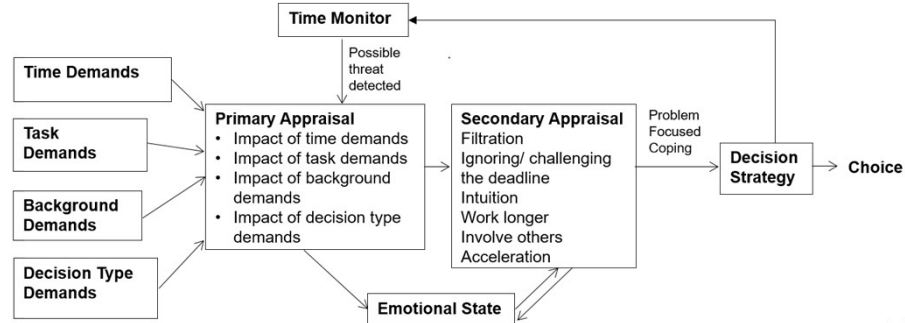 Time Monitor
Possible
threat
detected
Time Demands
Task
Demands
Background
Demands
Decision Type
Demands
Primary Appraisal
• Impact of time demands
• Impact of task demands
• Impact of background
demands
• Impact of decision type
demands
Secondary Appraisal
Filtration
Ignoring/ challenging
the deadline
Intuition
Work longer
Involve others
Acceleration
Problem
Focused
Coping
Decision
Strategy
Choice
Emotional State